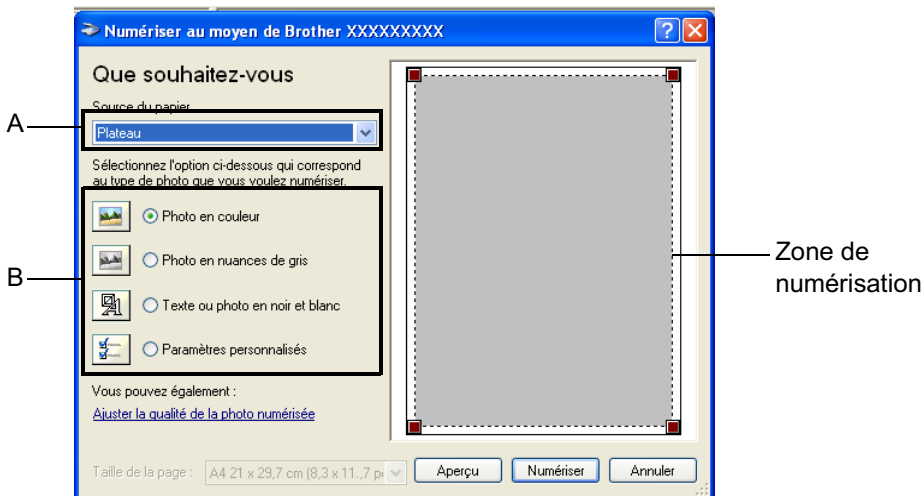 Numériser au moyen de Brother XXXXXXXXX
Que souhaitez-vous
Source du papier
A
Plateau
Sélectionnez l'option ci-dessous qui correspond
au type de photo que vous voulez numériser.
Photo en couleur
Zone de
numérisation
Photo en nuances de gris
B
Texte ou photo en noir et blanc
Paramètres personnalisés
Vous pouvez également :
Ajuster la qualité de la photo numérisée
Taille de la page : A4 21 x 29,7 cm (8,3 x 11.,7 p
Aperçu
Numériser
Annuler